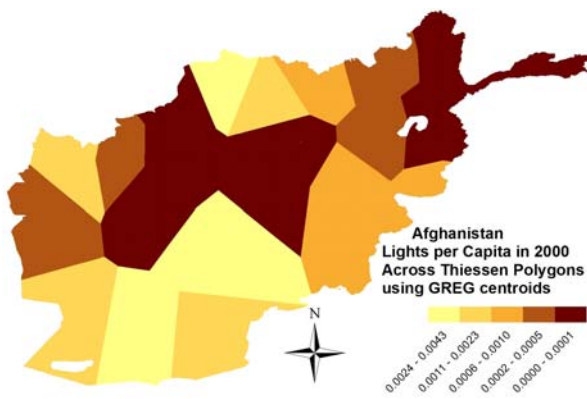 Afghanistan
Lights per Capita in 2000
Across Thiessen Polygons
using GREG centroids
N
0.0024 - 0.0043
0.0011 - 0.0023
0.0006 - 0.0010
0.0002 - 0.0005
0.0000 - 0.0001